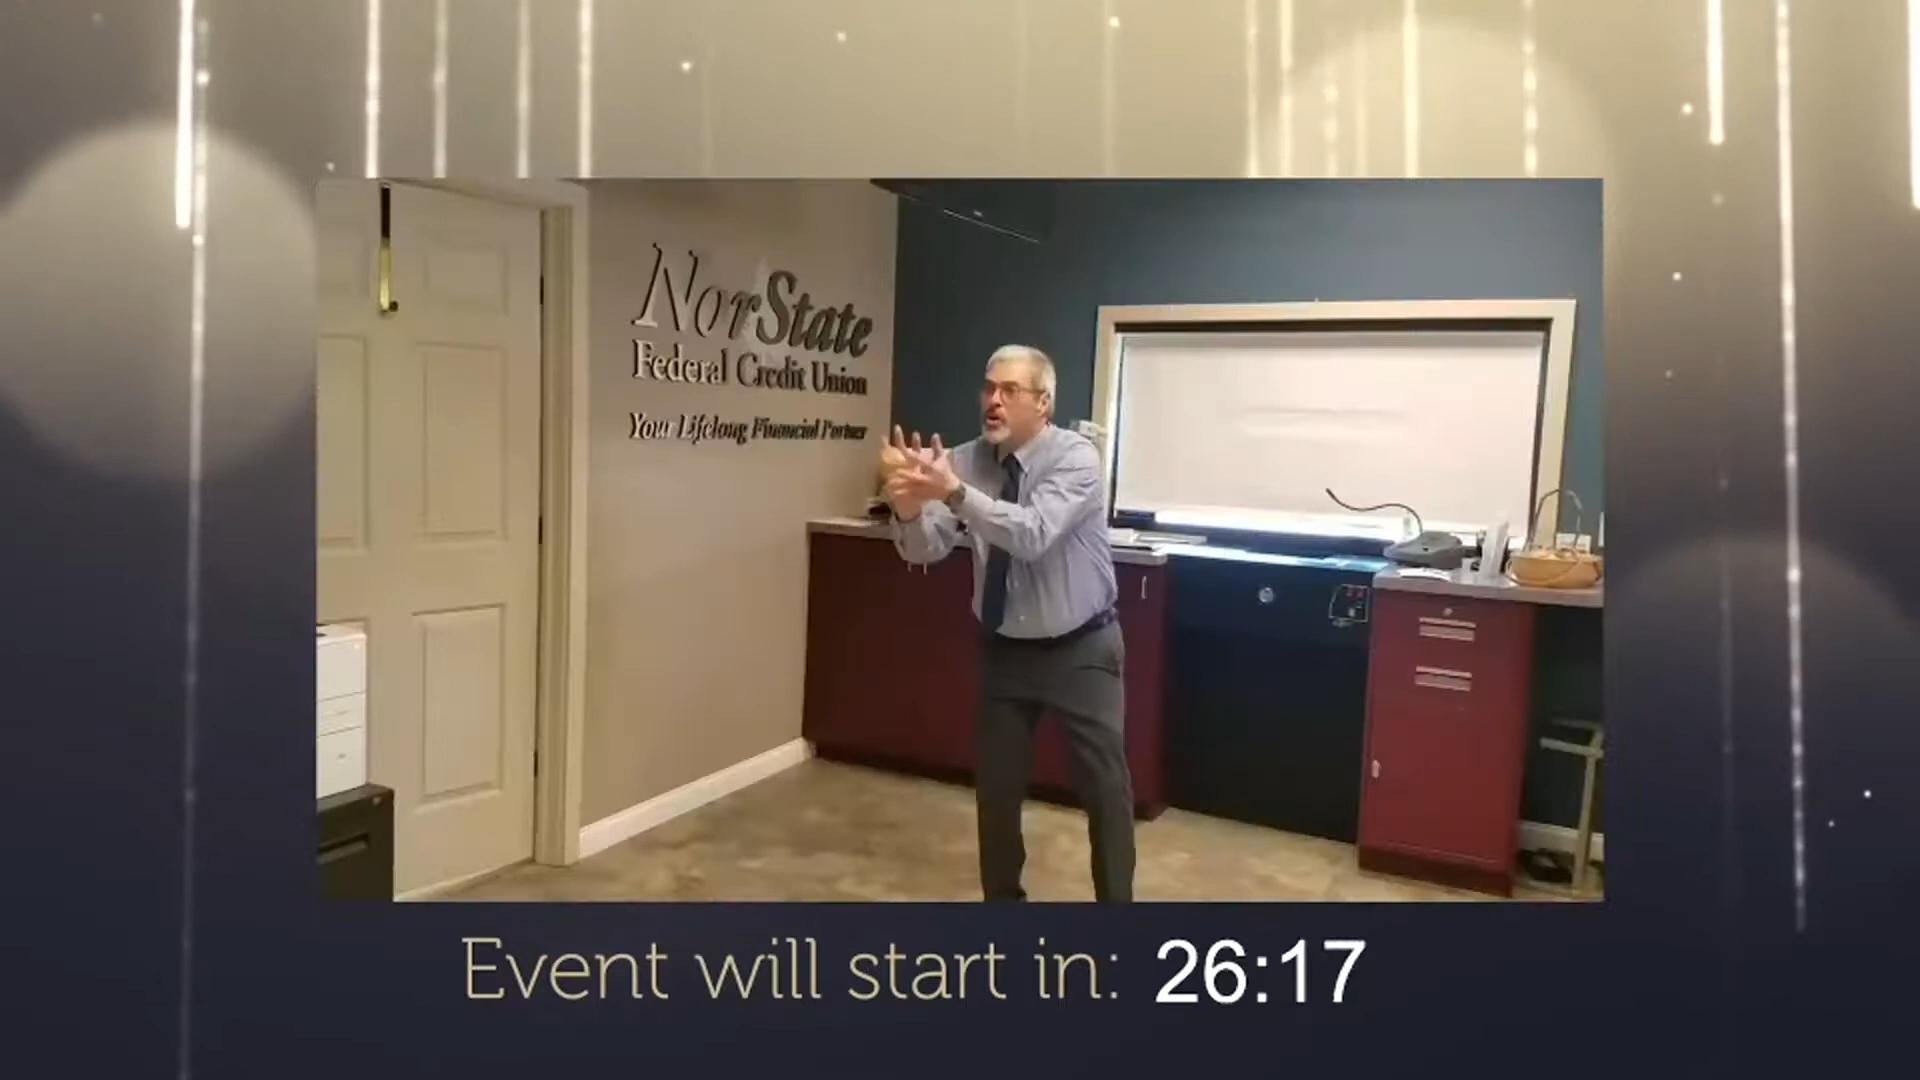 NorState
Federal Credit Union
Your Lifelong Financial Partner
Event will start in: 26:17